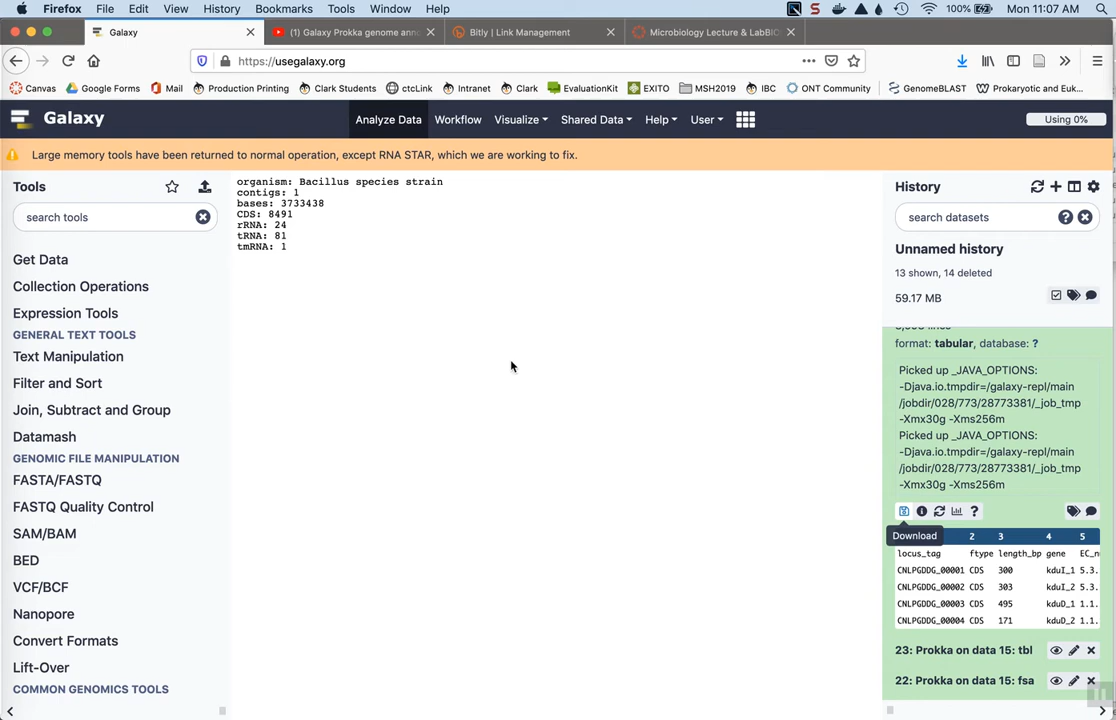 Firefox File Edit View History Bookmarks Tools Window Help 100% Mon 11:07 AM
Galaxy Galaxy Prokka genome anno Bitly | Link Management Microbiology Lecture & LabBIO
https://usegalaxy.org
Canvas Google Forms Mail Production Printing Clark Students ctcLink Intranet Clark EvaluationKit EXITO MSH2019 IBC ONT Community GenomeBLAST Prokaryotic and Euk...
Galaxy Analyze Data Workflow Visualize Shared Data Help User Using 0%
Large memory tools have been returned to normal operation, except RNA STAR, which we are working to fix.
Tools
search tools
Get Data
Collection Operations
Expression Tools
GENERAL TEXT TOOLS
Text Manipulation
Filter and Sort
Join, Subtract and Group
Datamash
GENOMIC FILE MANIPULATION
FASTA/FASTQ
FASTQ Quality Control
SAM/BAM
BED
VCF/BCF
Nanopore
Convert Formats
Lift-Over
COMMON GENOMICS TOOLS
organism: Bacillus species strain
contigs: 1
bases: 3733438
CDS: 8491
rRNA: 24
tRNA: 81
tmRNA: 1
History
search datasets
Unnamed history
13 shown, 14 deleted
59.17 MB
format: tabular, database: ?
Picked up _JAVA_OPTIONS:
-Djava.io.tmpdir=/galaxy-repl/main
/jobdir/028/773/28773381/_job_tmp
-Xmx30g -Xms256m
Picked up _JAVA_OPTIONS:
-Djava.io.tmpdir=/galaxy-repl/main
/jobdir/028/773/28773381/_job_tmp
-Xmx30g -Xms256m
Download 2 3 4 5
locus_tag ftype length_bp gene EC_nu
CNLPGDDG_00001 CDS 300 kduI_1 5.3.
CNLPGDDG_00002 CDS 303 kduI_2 5.3.
CNLPGDDG_00003 CDS 495 kduD_1 1.1.
CNLPGDDG_00004 CDS 171 kduD_2 1.1.
23: Prokka on data 15: tbl
22: Prokka on data 15: fsa